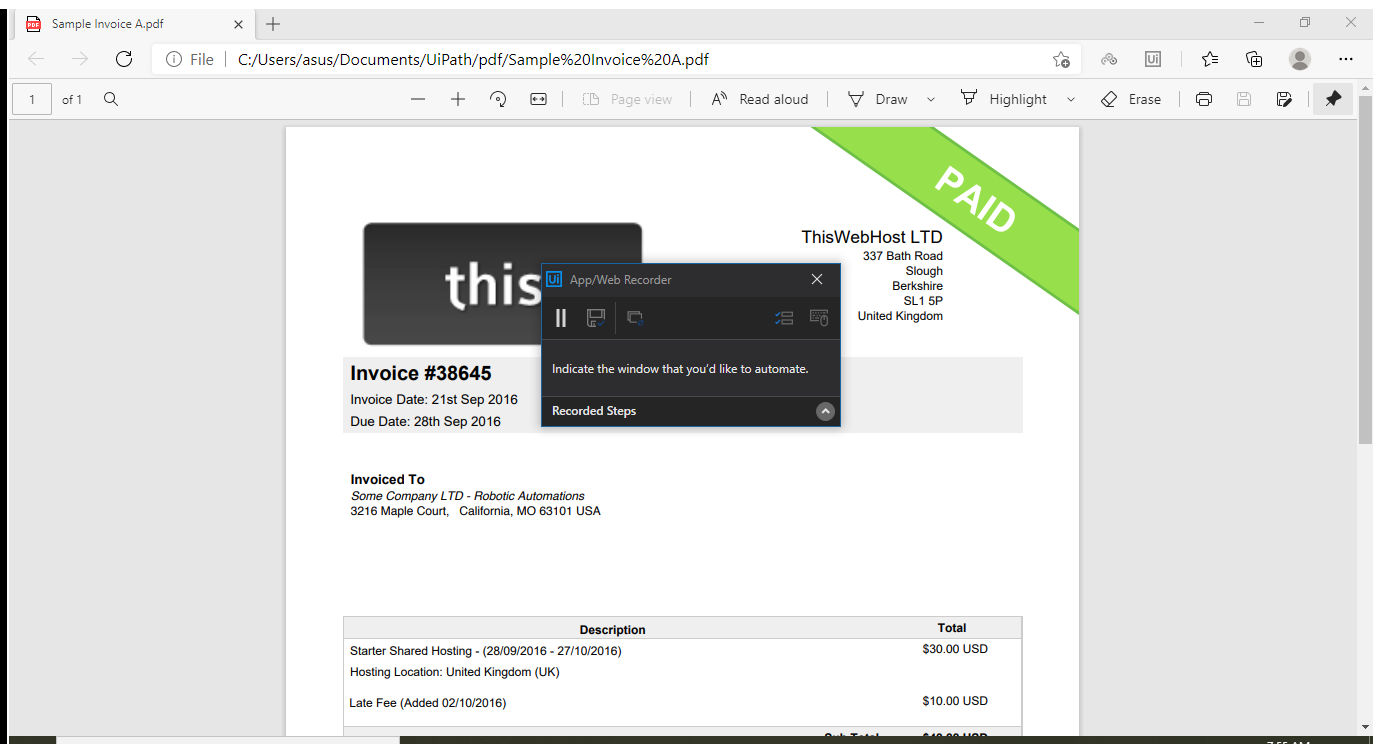 Sample Invoice A.pdf
File
C:/Users/asus/Documents/UiPath/pdf/Sample%20Invoice%20A.pdf
Ui
1 of 1
Page view
Read aloud
Draw
Highlight
Erase
PAID
this
ThisWebHost LTD
337 Bath Road
Slough
Berkshire
SL1 5P
United Kingdom
Ui App/Web Recorder
Indicate the window that you'd like to automate.
Recorded Steps
Invoice #38645
Invoice Date: 21st Sep 2016
Due Date: 28th Sep 2016
Invoiced To
Some Company LTD - Robotic Automations
3216 Maple Court, California, MO 63101 USA
Description Total
Starter Shared Hosting - (28/09/2016 - 27/10/2016) $30.00 USD
Hosting Location: United Kingdom (UK)
Late Fee (Added 02/10/2016) $10.00 USD